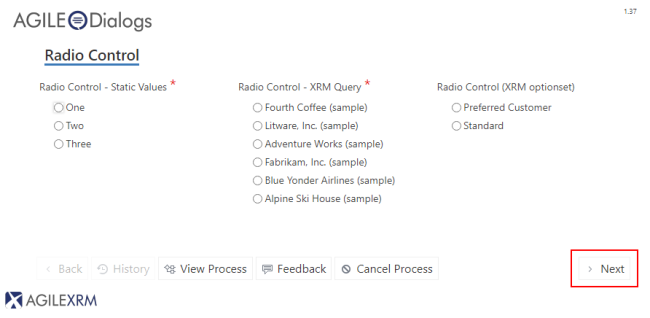 AGILE Dialogs
1.37
Radio Control
Radio Control - Static Values *
One
Two
Three
Radio Control - XRM Query *
Fourth Coffee (sample)
Litware, Inc. (sample)
Adventure Works (sample)
Fabrikam, Inc. (sample)
Blue Yonder Airlines (sample)
Alpine Ski House (sample)
Radio Control (XRM optionset)
Preferred Customer
Standard
Back History View Process Feedback Cancel Process Next
AGILEXRM